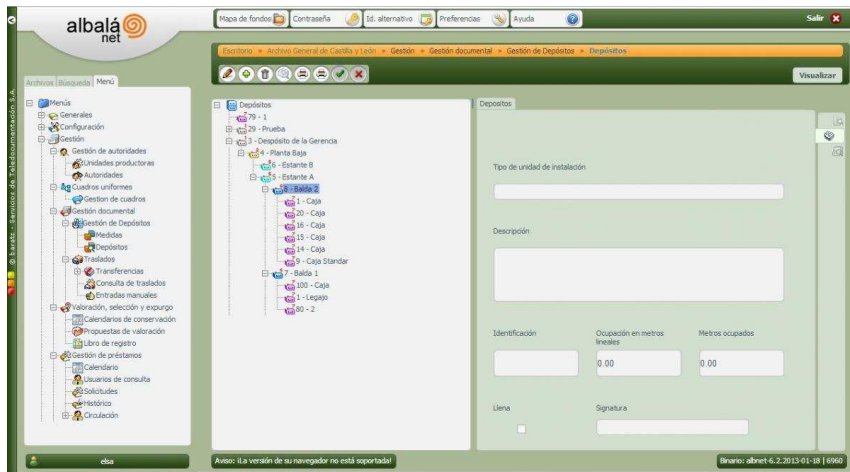 albalá
net
Mapa de fondos
Contraseña
Id. alternativo
Preferencias
Ayuda
Salir
Escritorio » Archivo General de Castilla y León » Gestión » Gestión documental » Gestión de Depósitos » Depósitos
Visualizar
Archivos
Búsqueda
Menú
Menús
Generales
Configuración
Gestión
Gestión de autoridades
Unidades productoras
Autoridades
Cuadros uniformes
Gestion de cuadros
Gestión documental
Gestión de Depósitos
Medidas
Depósitos
Traslados
Transferencias
Consulta de traslados
Entradas manuales
Valoración, selección y expurgo
Calendarios de conservación
Propuestas de valoración
Libro de registro
Gestión de préstamos
Calendario
Usuarios de consulta
Solicitudes
Histórico
Circulación
Depósitos
79 - 1
29 - Prueba
3 - Despósito de la Gerencia
4 - Planta Baja
6 - Estante B
5 - Estante A
8 - Balda 2
1 - Caja
20 - Caja
16 - Caja
15 - Caja
14 - Caja
9 - Caja Standar
7 - Balda 1
100 - Caja
1 - Legajo
80 - 2
Depositos
Tipo de unidad de instalación
Descripción
Identificación
Ocupación en metros
lineales
Metros ocupados
0.00
0.00
Llena
Signatura
© baratz - Servicios de Teledocumentación S.A.
elsa
Aviso: ¡La versión de su navegador no está soportada!
Binario: albnet-6.2.2013-01-18 | 6960